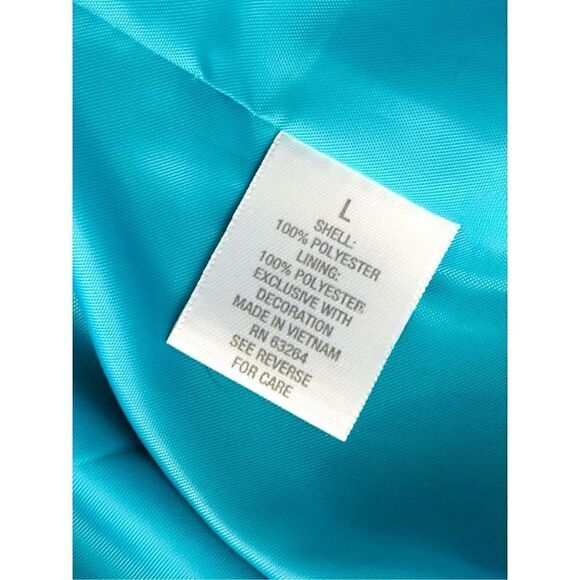 L
SHELL:
100% POLYESTER
LINING:
100% POLYESTER
EXCLUSIVE WITH
DECORATION
MADE IN VIETNAM
RN 63264
SEE REVERSE
FOR CARE